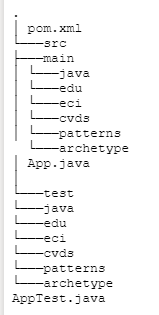 .
│ pom.xml
└───src
├───main
│ └───java
│ └───edu
│ └───eci
│ └───cvds
│ └───patterns
└───archetype
│ App.java
│
└───test
└───java
└───edu
└───eci
└───cvds
└───patterns
└───archetype
AppTest.java